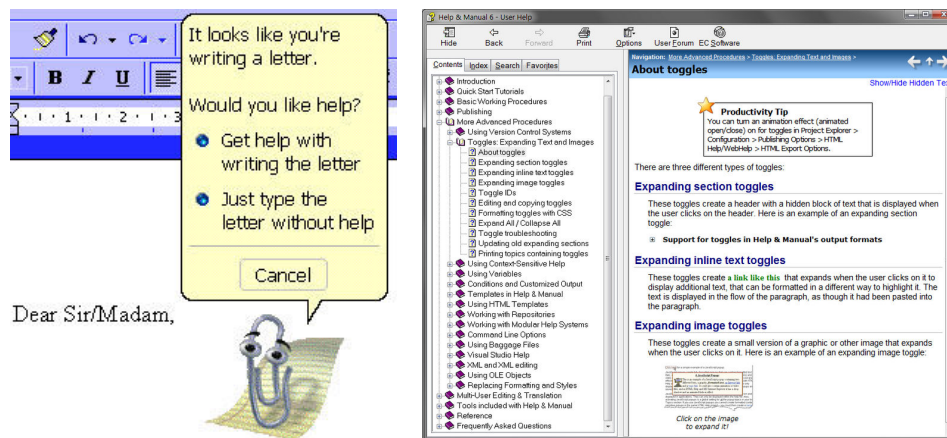 It looks like you're
writing a letter.
Would you like help?
Get help with
writing the letter
Just type the
letter without help
Cancel
B I U
1 2 3
Dear Sir/Madam,
Help & Manual 6 - User Help
Hide Back Forward Print Options User Forum EC Software
Contents Index Search Favorites
Introduction
Quick Start Tutorials
Basic Working Procedures
Publishing
More Advanced Procedures
Using Version Control Systems
Toggles: Expanding Text and Images
About toggles
Expanding section toggles
Expanding inline text toggles
Expanding image toggles
Toggle IDs
Editing and copying toggles
Formatting toggles with CSS
Expand All / Collapse All
Toggle troubleshooting
Updating old expanding sections
Printing topics containing toggles
Using Context-Sensitive Help
Using Variables
Conditions and Customized Output
Templates in Help & Manual
Using HTML Templates
Working with Repositories
Working with Modular Help Systems
Command Line Options
Using Baggage Files
Visual Studio Help
XML and XML editing
Using OLE Objects
Replacing Formatting and Styles
Multi-User Editing & Translation
Tools included with Help & Manual
Reference
Frequently Asked Questions
Navigation: More Advanced Procedures > Toggles: Expanding Text and Images >
About toggles
Show/Hide Hidden Te
Productivity Tip
You can turn an animation effect (animated
open/close) on for toggles in Project Explorer >
Configuration > Publishing Options > HTML
Help/WebHelp > HTML Export Options.
There are three different types of toggles:
Expanding section toggles
These toggles create a header with a hidden block of text that is displayed when
the user clicks on the header. Here is an example of an expanding section
toggle:
Support for toggles in Help & Manual's output formats
Expanding inline text toggles
These toggles create a link like this that expands when the user clicks on it to
display additional text, that can be formatted in a different way to highlight it. The
text is displayed in the flow of the paragraph, as though it had been pasted into
the paragraph.
Expanding image toggles
These toggles create a small version of a graphic or other image that expands
when the user clicks on it. Here is an example of an expanding image toggle:
Click on the image
to expand it!